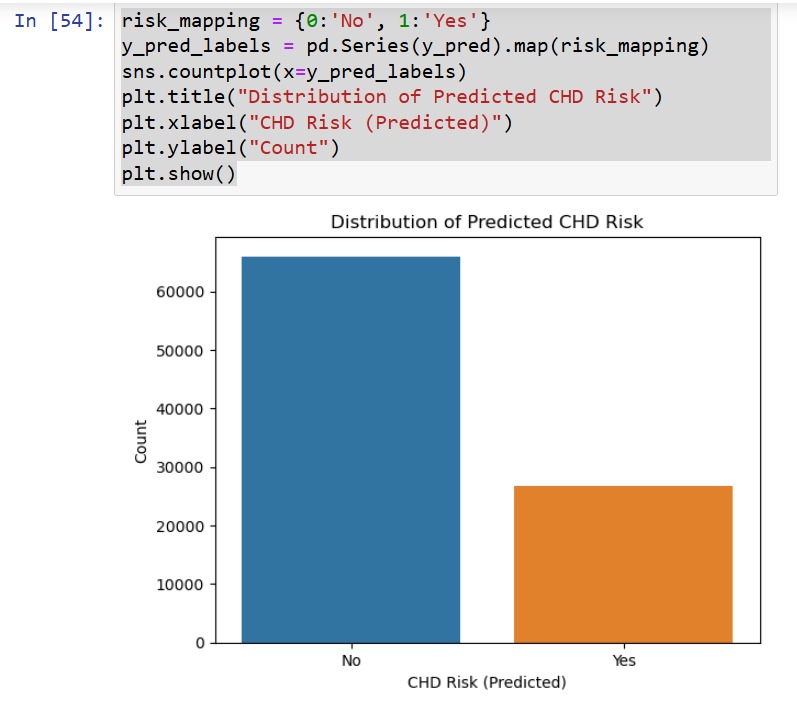 In [54]: risk_mapping = {0:'No', 1:'Yes'}
y_pred_labels = pd.Series(y_pred).map(risk_mapping)
sns.countplot(x=y_pred_labels)
plt.title("Distribution of Predicted CHD Risk")
plt.xlabel("CHD Risk (Predicted)")
plt.ylabel("Count")
plt.show()
Distribution of Predicted CHD Risk
60000
50000
40000
30000
20000
10000
0
Count
No Yes
CHD Risk (Predicted)